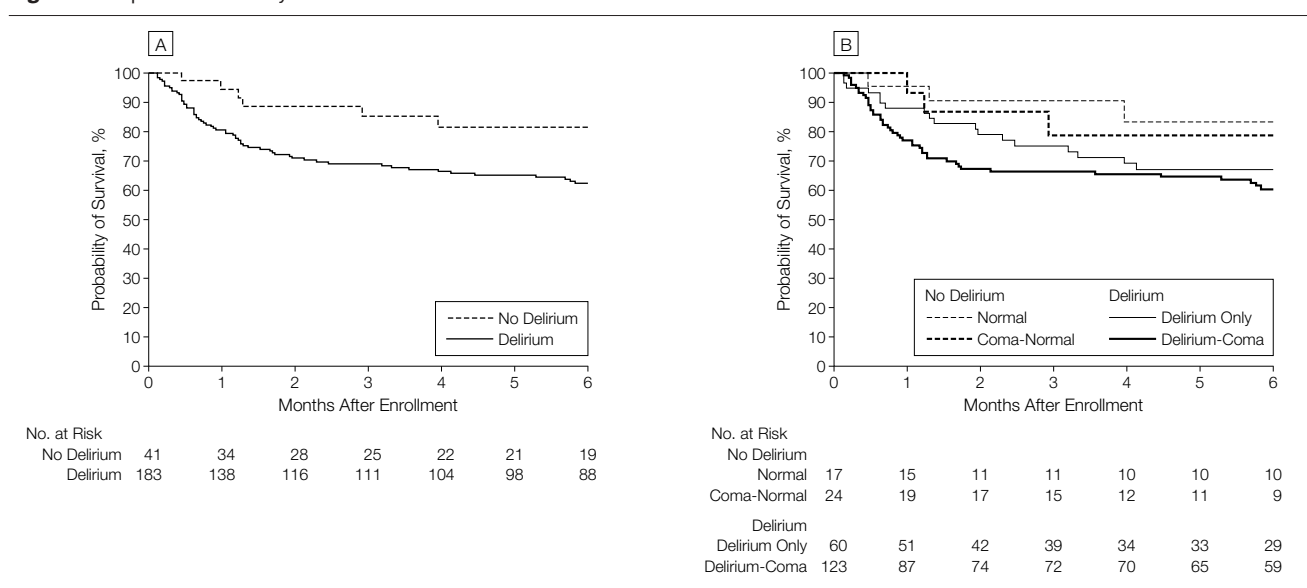 A
Probability of Survival, %
100
90
80
70
60
50
40
30
20
10
0
0 1 2 3 4 5 6
Months After Enrollment
No Delirium
Delirium
No. at Risk
No Delirium 41 34 28 25 22 21 19
Delirium 183 138 116 111 104 98 88
B
Probability of Survival, %
100
90
80
70
60
50
40
30
20
10
0
0 1 2 3 4 5 6
Months After Enrollment
No Delirium Delirium
Normal Delirium Only
Coma-Normal Delirium-Coma
No. at Risk
No Delirium
Normal 17 15 11 11 10 10 10
Coma-Normal 24 19 17 15 12 11 9
Delirium
Delirium Only 60 51 42 39 34 33 29
Delirium-Coma 123 87 74 72 70 65 59